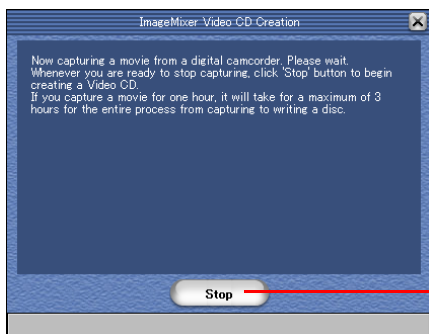 ImageMixer Video CD Creation
Now capturing a movie from a digital camcorder. Please wait.
Whenever you are ready to stop capturing, click 'Stop' button to begin
creating a Video CD.
If you capture a movie for one hour, it will take for a maximum of 3
hours for the entire process from capturing to writing a disc.
Stop